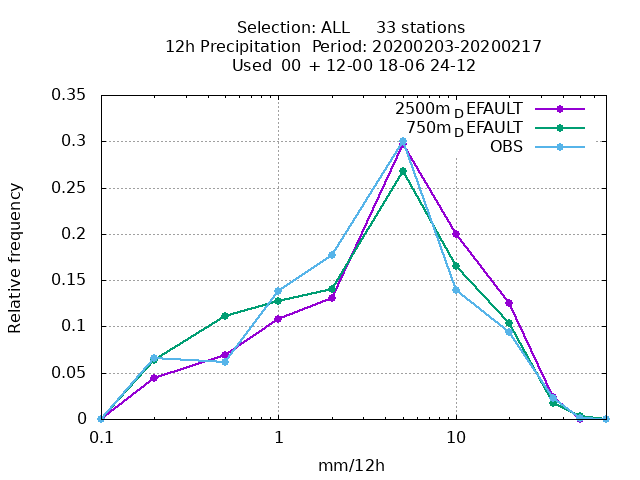 Selection: ALL 33 stations
12h Precipitation Period: 20200203-20200217
Used 00 + 12-00 18-06 24-12
0.35
0.3
0.25
0.2
0.15
0.1
0.05
0
Relative frequency
2500m_DEFAULT
750m_DEFAULT
OBS
0.1 1 10
mm/12h